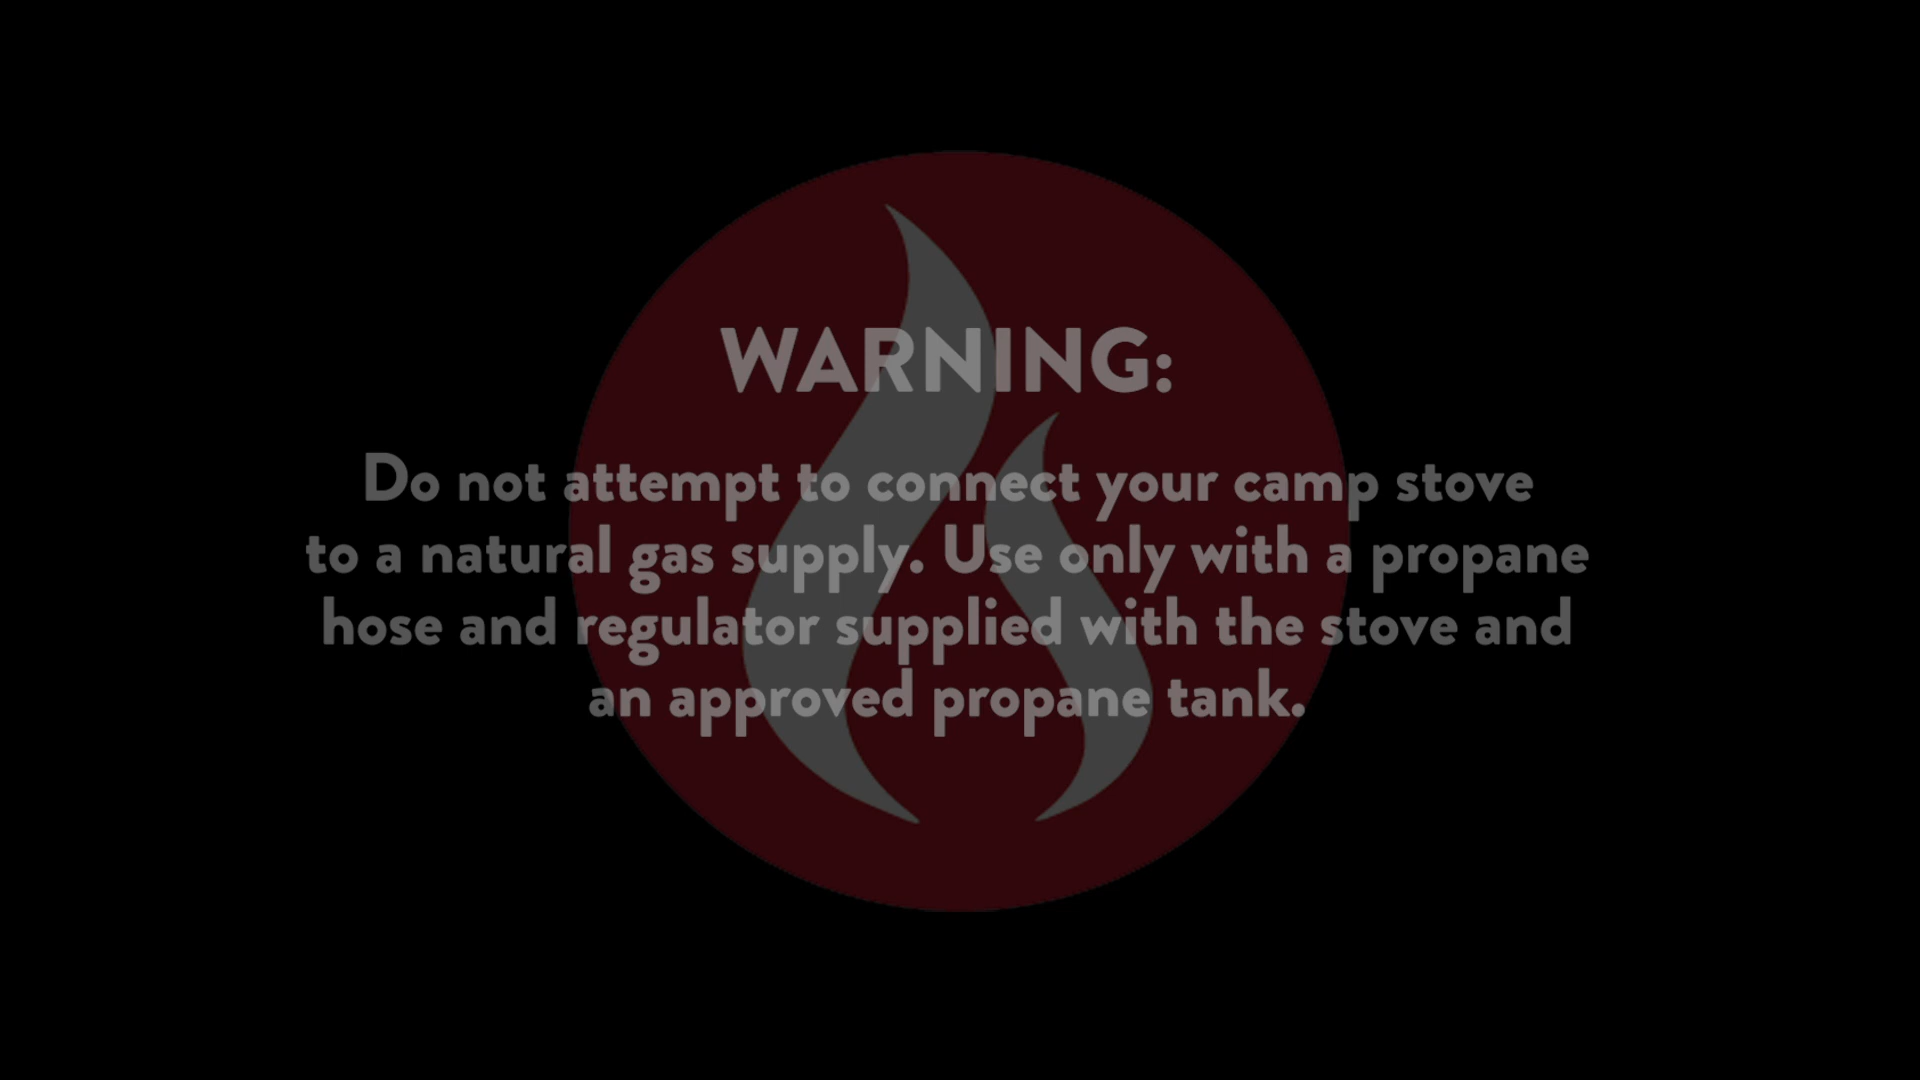 WARNING:
Do not attempt to connect your camp stove
to a natural gas supply. Use only with a propane
hose and regulator supplied with the stove and
an approved propane tank.